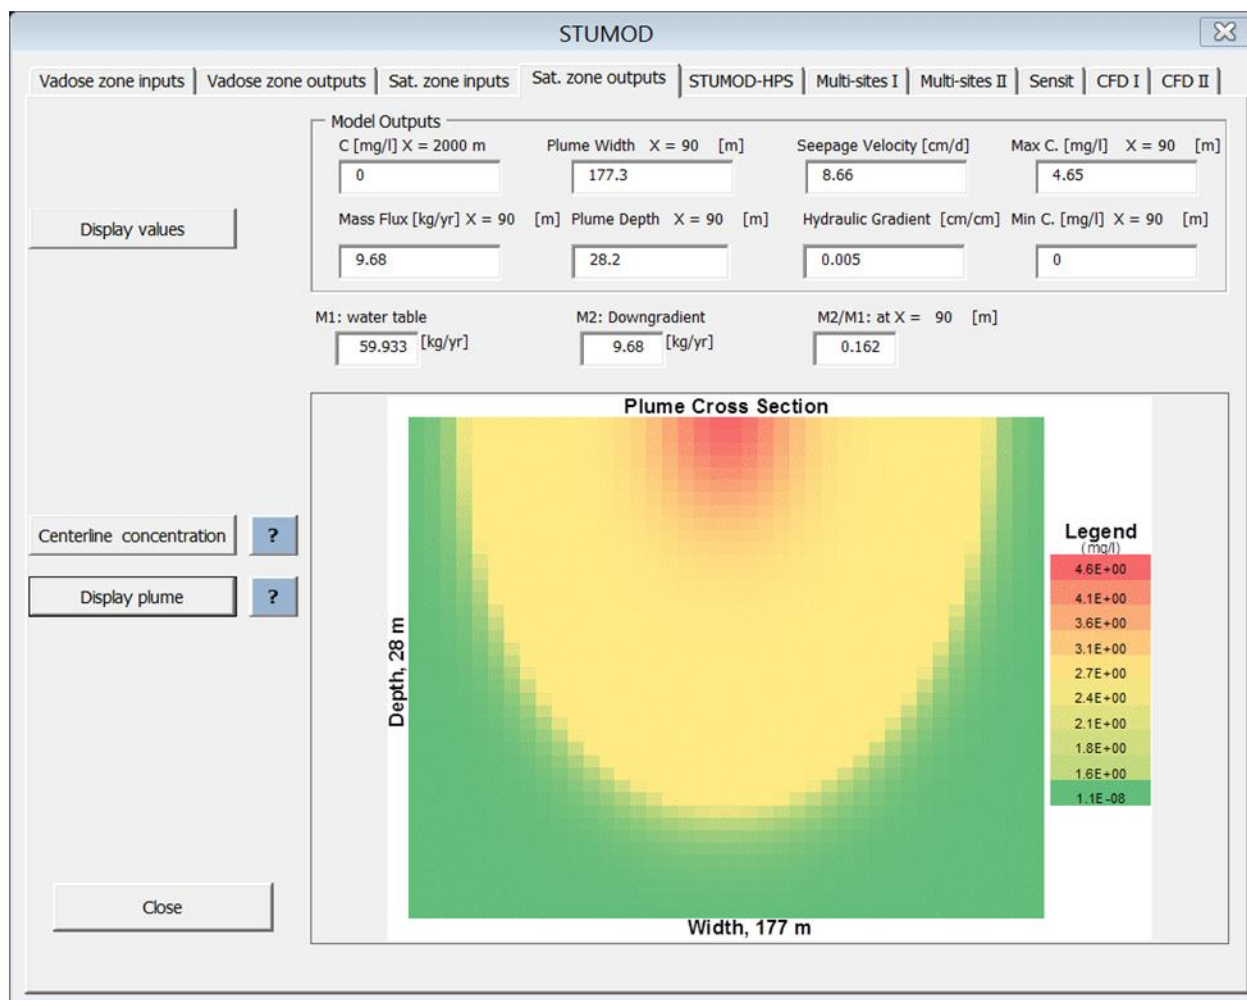 STUMOD
Vadose zone inputs Vadose zone outputs Sat. zone inputs Sat. zone outputs STUMOD-HPS Multi-sites I Multi-sites II Sensit CFD I CFD II
Model Outputs
C [mg/l] X = 2000 m Plume Width X = 90 [m] Seepage Velocity [cm/d] Max C. [mg/l] X = 90 [m]
0 177.3 8.66 4.65
Display values
Mass Flux [kg/yr] X = 90 [m] Plume Depth X = 90 [m] Hydraulic Gradient [cm/cm] Min C. [mg/l] X = 90 [m]
9.68 28.2 0.005 0
M1: water table M2: Downgradient M2/M1: at X = 90 [m]
59.933 [kg/yr] 9.68 [kg/yr] 0.162
Plume Cross Section
Centerline concentration ?
Display plume ?
Depth, 28 m
Legend
(mg/l)
4.6E+00
4.1E+00
3.6E+00
3.1E+00
2.7E+00
2.4E+00
2.1E+00
1.8E+00
1.6E+00
1.1E-08
Close
Width, 177 m